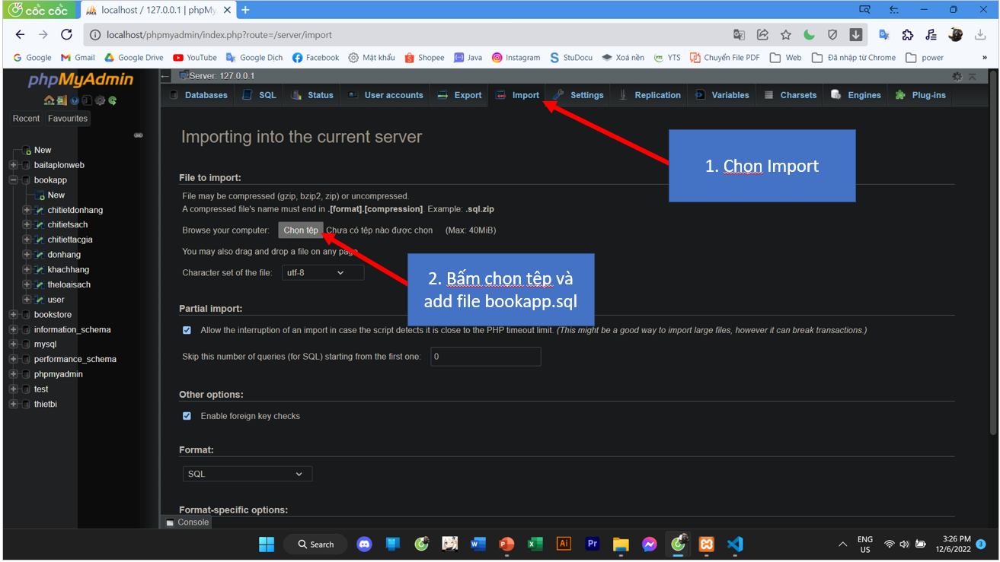 cốc cốc
localhost / 127.0.0.1 | phpMy
localhost/phpmyadmin/index.php?route=/server/import
Google Gmail Google Drive YouTube Google Dịch Facebook Mật khẩu Shopee Java Instagram StuDocu Xoá nền YTS Chuyển File PDF Web Đã nhập từ Chrome power »
phpMyAdmin
Server: 127.0.0.1
Databases SQL Status User accounts Export Import Settings Replication Variables Charsets Engines Plug-ins
Recent Favourites
New
baitaplonweb
bookapp
New
chitietdonhang
chitietsach
chitiettacgia
donhang
khachhang
theloaisach
user
bookstore
information_schema
mysql
performance_schema
phpmyadmin
test
thietbi
Importing into the current server
1. Chọn Import
File to import:
File may be compressed (gzip, bzip2, zip) or uncompressed.
A compressed file's name must end in .[format].[compression]. Example: .sql.zip
Browse your computer: Chọn tệp Chưa có tệp nào được chọn (Max: 40MiB)
You may also drag and drop a file on any page.
Character set of the file: utf-8
2. Bấm chọn tệp và
add file bookapp.sql
Partial import:
Allow the interruption of an import in case the script detects it is close to the PHP timeout limit. (This might be a good way to import large files, however it can break transactions.)
Skip this number of queries (for SQL) starting from the first one: 0
Other options:
Enable foreign key checks
Format:
SQL
Format-specific options:
Console
Search
Ai
Pr
ENG
US
3:26 PM
12/6/2022
3